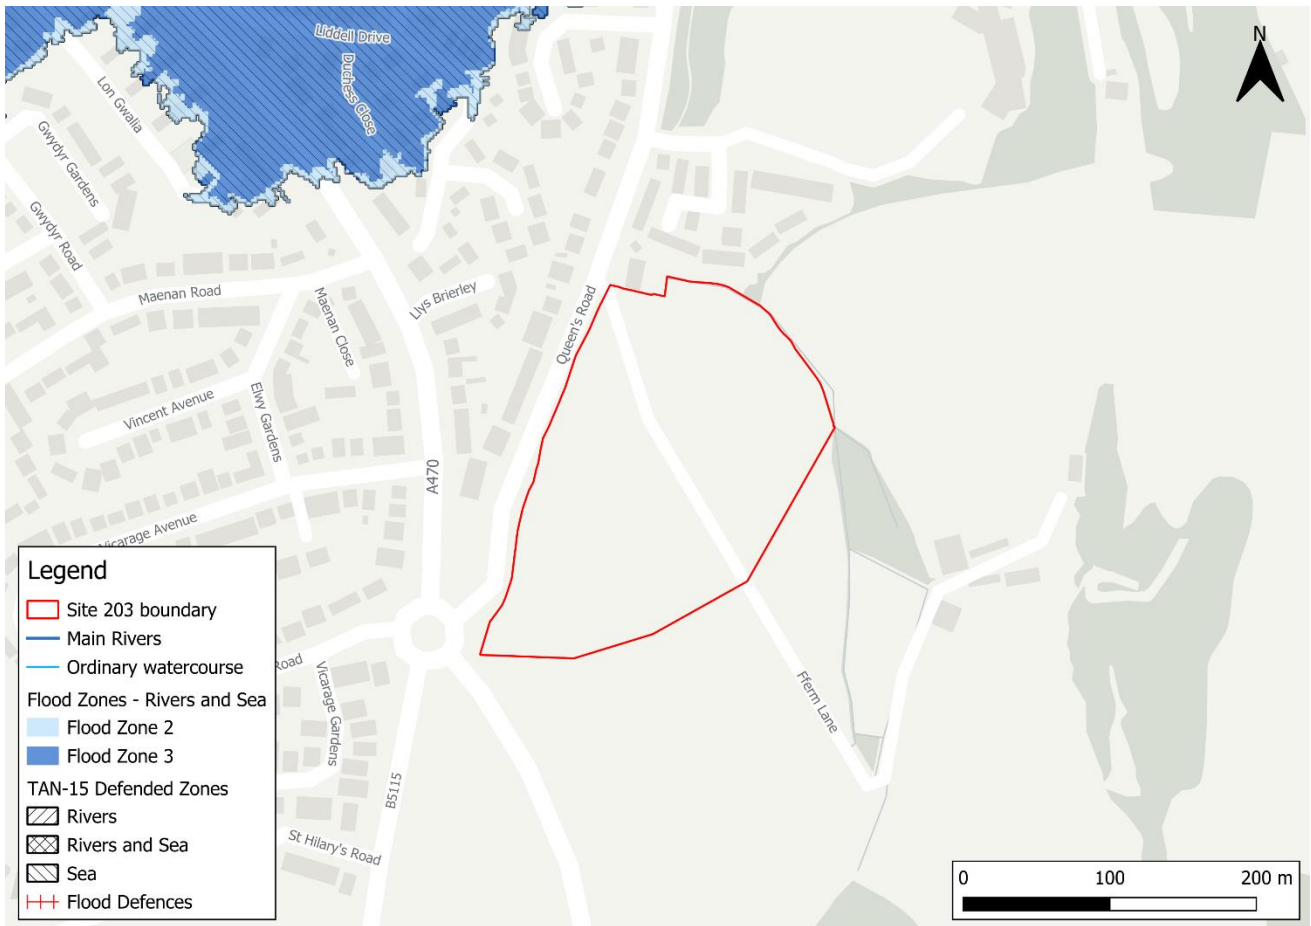 Liddell Drive
Duchess Close
N
Lon Gwalia
Gwydyr Gardens
Gwydyr Road
Maenan Road
Maenan Close
Llys Brierley
Queen's Road
Vincent Avenue
Elwy Gardens
A470
Vicarage Avenue
Road
Vicarage Gardens
B5115
St Hilary's Road
Fferm Lane
Legend
Site 203 boundary
Main Rivers
Ordinary watercourse
Flood Zones - Rivers and Sea
Flood Zone 2
Flood Zone 3
TAN-15 Defended Zones
Rivers
Rivers and Sea
Sea
Flood Defences
0 100 200 m